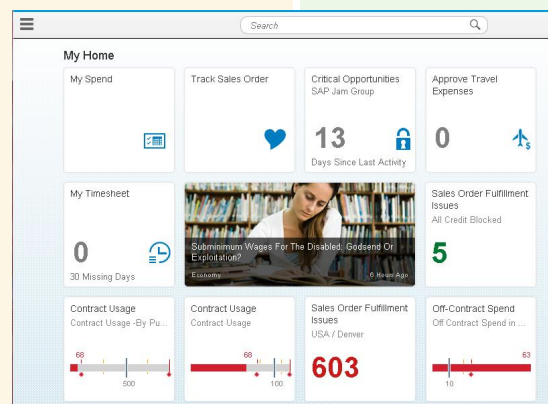 Search
My Home
My Spend
Track Sales Order
Critical Opportunities
SAP Jam Group
13
Days Since Last Activity
Approve Travel
Expenses
0
$
My Timesheet
0
30 Missing Days
Subminimum Wages For The Disabled: Godsend Or
Exploitation?
Economy
6 Hours Ago
Sales Order Fulfillment
Issues
All Credit Blocked
5
Contract Usage
Contract Usage -By Pu...
68
500
Contract Usage
Contract Usage
68
100
Sales Order Fulfillment
Issues
USA / Denver
603
Off-Contract Spend
Off Contract Spend in ...
63
10